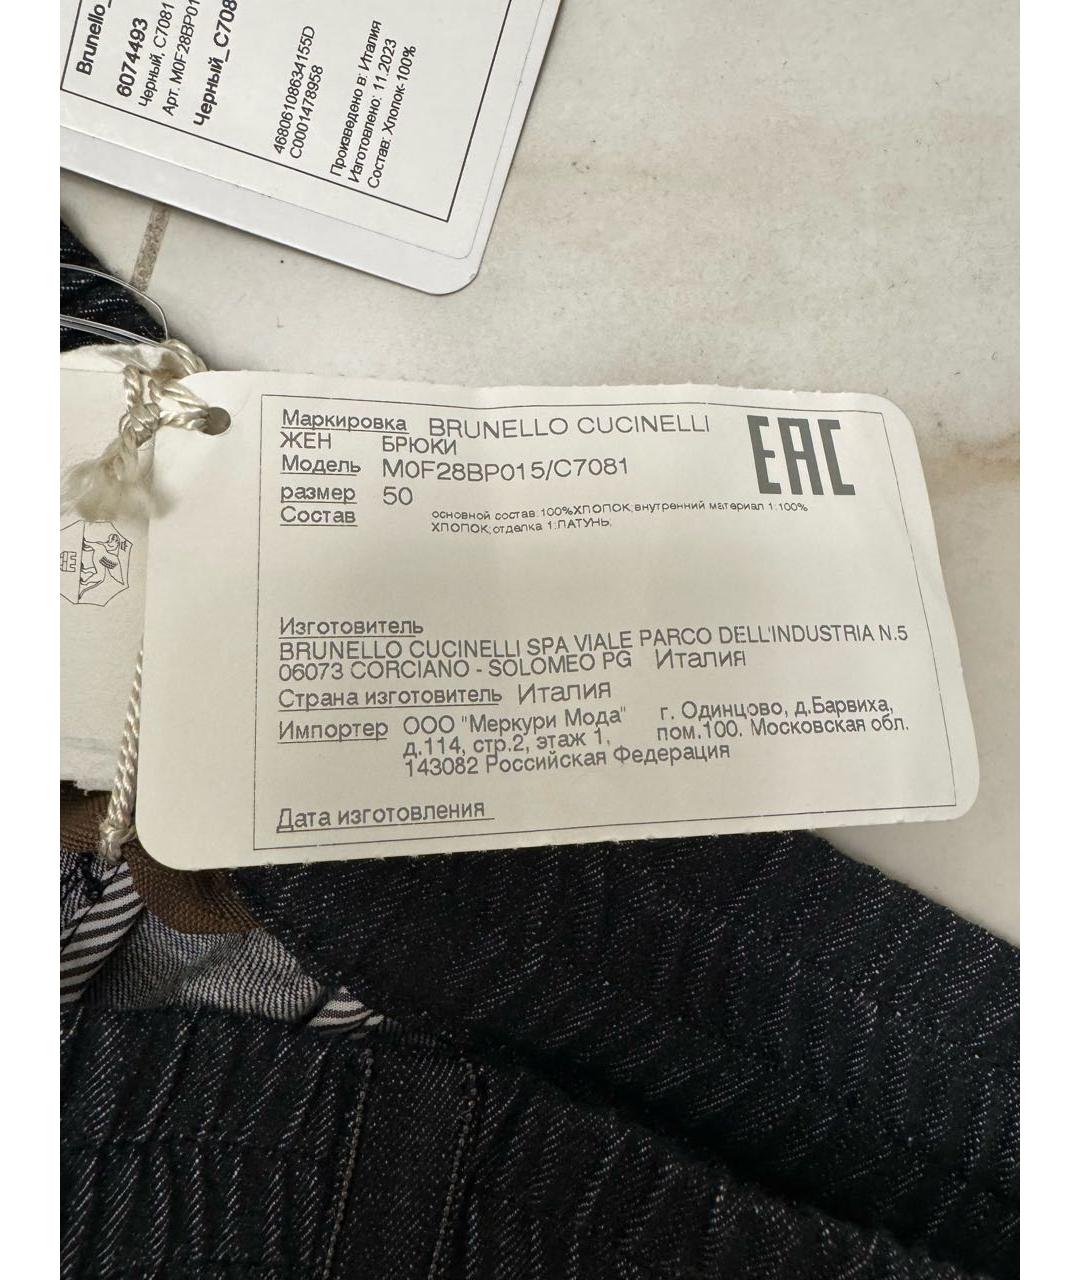 Brunello_
6074493
Черный, C7081
Арт. M0F28BP01
Черный_C708
46806108634155D
C0001478958
Произведено в: Италия
Изготовлено: 11.2023
Состав: Хлопок-100%
Маркировка BRUNELLO CUCINELLI
EAC
ЖЕН БРЮКИ
Модель M0F28BP015/C7081
размер 50
Состав основной состав:100%ХЛОПОК;внутренний материал 1:100%
ХЛОПОК;отделка 1:ЛАТУНЬ;
Изготовитель
BRUNELLO CUCINELLI SPA VIALE PARCO DELL'INDUSTRIA N.5
06073 CORCIANO - SOLOMEO PG Италия
Страна изготовитель Италия
Импортер ООО "Меркури Мода" г. Одинцово, д.Барвиха,
д.114, стр.2, этаж 1, пом.100. Московская обл.
143082 Российская Федерация
Дата изготовления